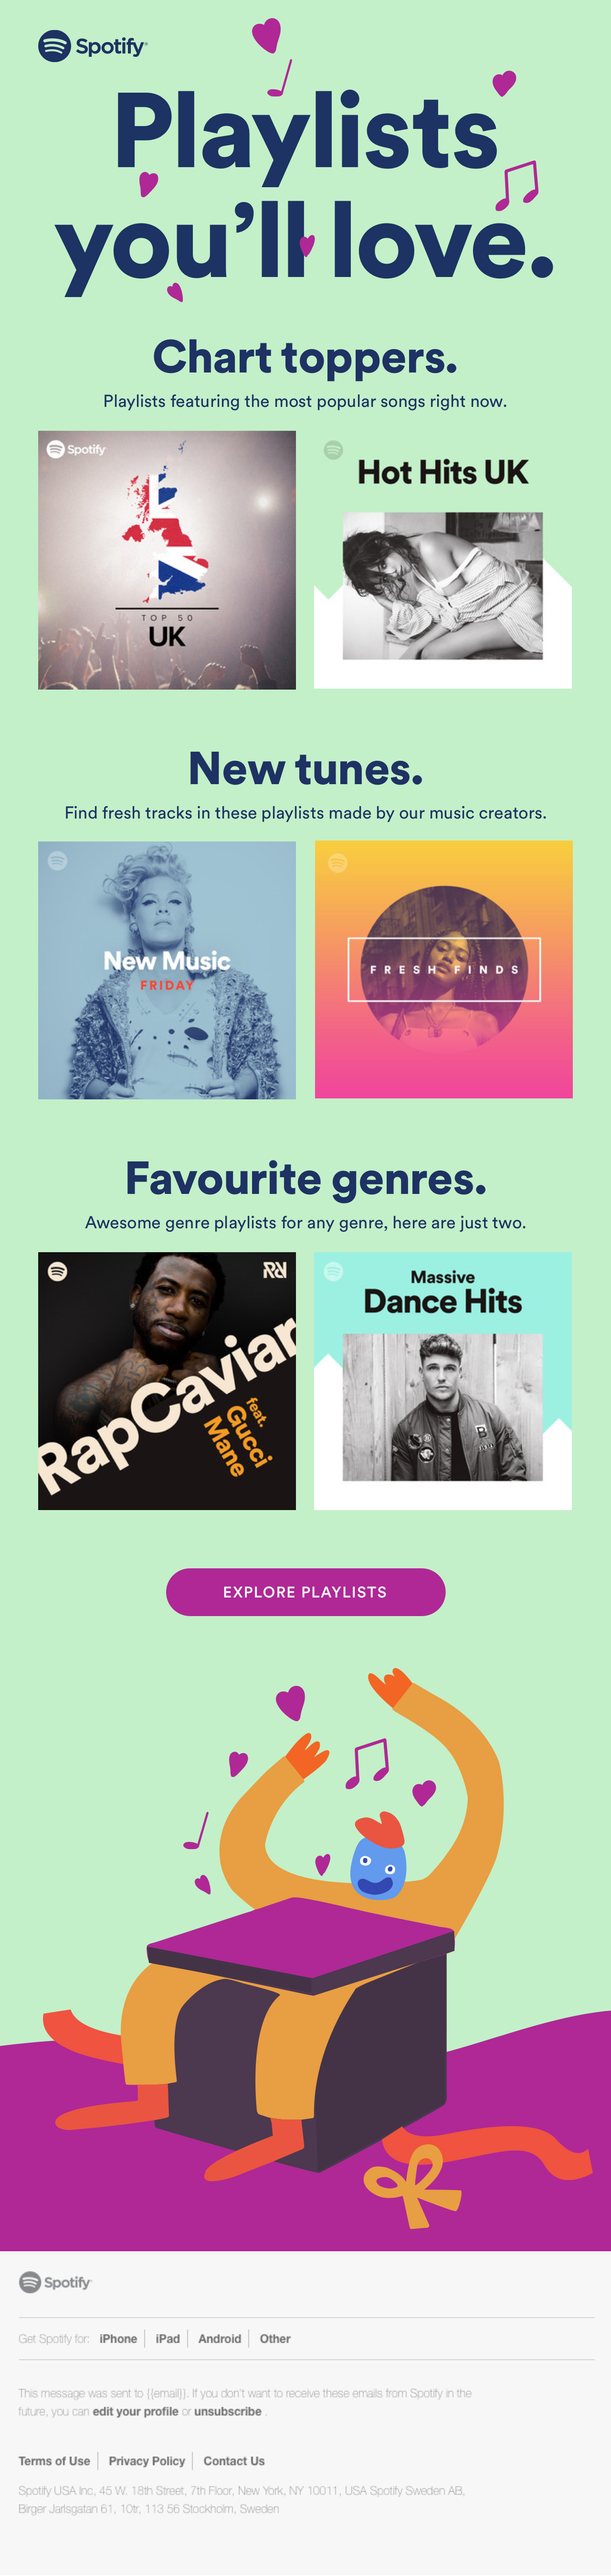 Spotify®
Playlists
you'll love.
Chart toppers.
Playlists featuring the most popular songs right now.
Spotify
TOP 50
UK
Hot Hits UK
New tunes.
Find fresh tracks in these playlists made by our music creators.
New Music
FRIDAY
FRESH FINDS
Favourite genres.
Awesome genre playlists for any genre, here are just two.
RapCaviar
feat.
Gucci
Mane
Massive
Dance Hits
EXPLORE PLAYLISTS
Spotify
Get Spotify for: iPhone | iPad | Android | Other
This message was sent to {{email}}. If you don't want to receive these emails from Spotify in the
future, you can edit your profile or unsubscribe .
Terms of Use | Privacy Policy | Contact Us
Spotify USA Inc, 45 W. 18th Street, 7th Floor, New York, NY 10011, USA Spotify Sweden AB,
Birger Jarlsgatan 61, 10tr, 113 56 Stockholm, Sweden